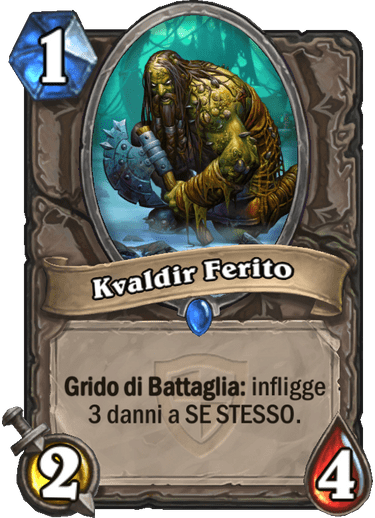 1
Kvaldir Ferito
Grido di Battaglia: infligge
3 danni a SE STESSO.
2
4